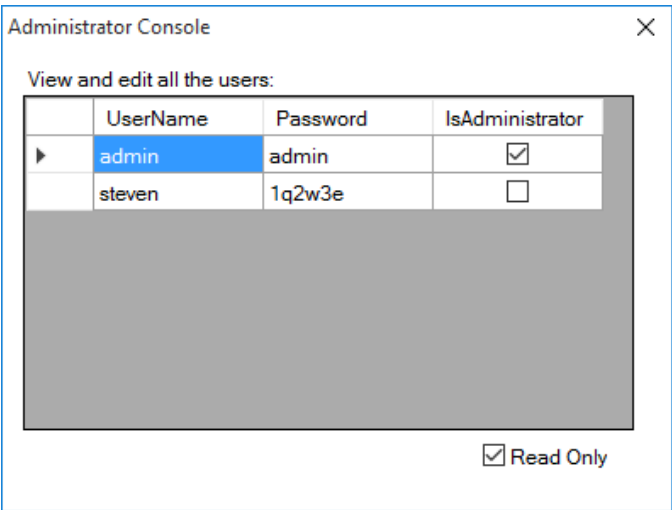 Administrator Console
View and edit all the users:
UserName Password IsAdministrator
admin admin
steven 1q2w3e
Read Only